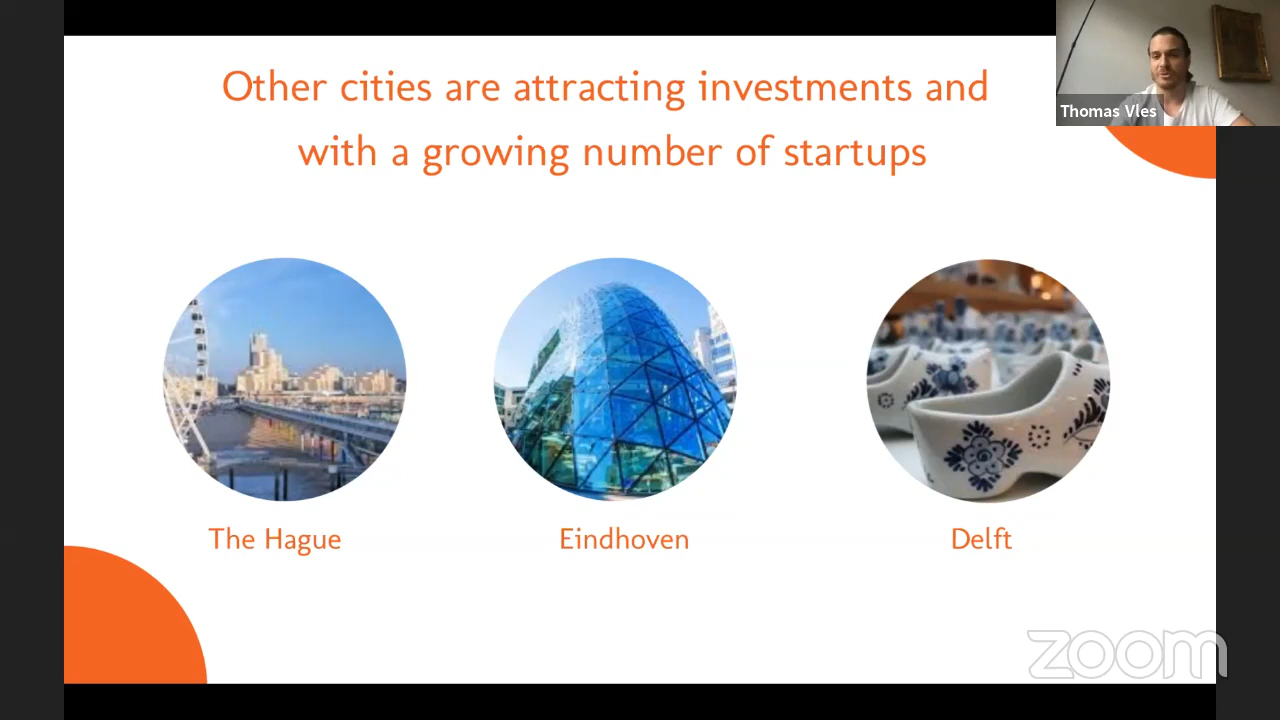 Other cities are attracting investments and
with a growing number of startups
Thomas Vles
The Hague
Eindhoven
Delft
zoom